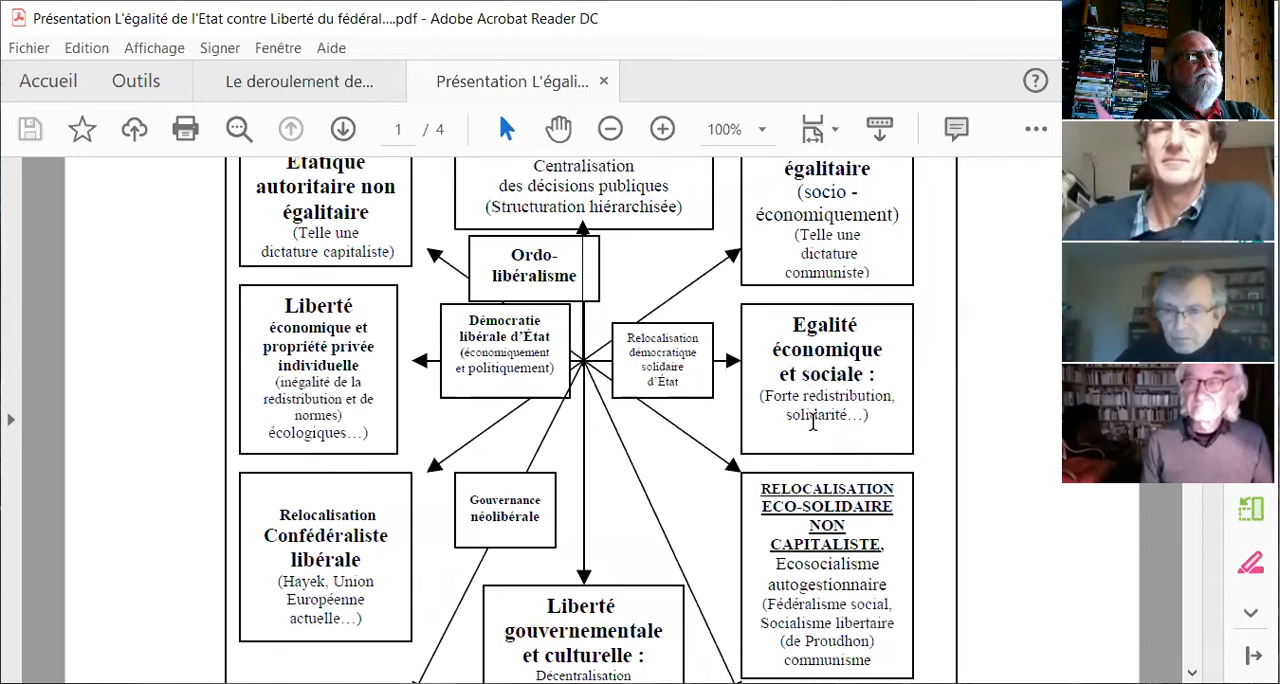 Présentation L'égalité de l'Etat contre Liberté du fédéral....pdf - Adobe Acrobat Reader DC
Fichier Edition Affichage Signer Fenêtre Aide
Accueil Outils Le deroulement de... Présentation L'égali... ×
1 / 4 100%
Etatique
autoritaire non
égalitaire
(Telle une
dictature capitaliste)
Centralisation
des décisions publiques
(Structuration hiérarchisée)
égalitaire
(socio -
économiquement)
(Telle une
dictature
communiste)
Ordo-
libéralisme
Liberté
économique et
propriété privée
individuelle
(inégalité de la
redistribution et de
normes)
écologiques…)
Démocratie
libérale d'État
(économiquement
et politiquement)
Relocalisation
démocratique
solidaire
d'État
Egalité
économique
et sociale :
(Forte redistribution,
solidarité…)
Relocalisation
Confédéraliste
libérale
(Hayek, Union
Européenne
actuelle…)
Gouvernance
néolibérale
RELOCALISATION
ECO-SOLIDAIRE
NON
CAPITALISTE,
Ecosocialisme
autogestionnaire
(Fédéralisme social,
Socialisme libertaire
(de Proudhon)
communisme
Liberté
gouvernementale
et culturelle :
Décentralisation